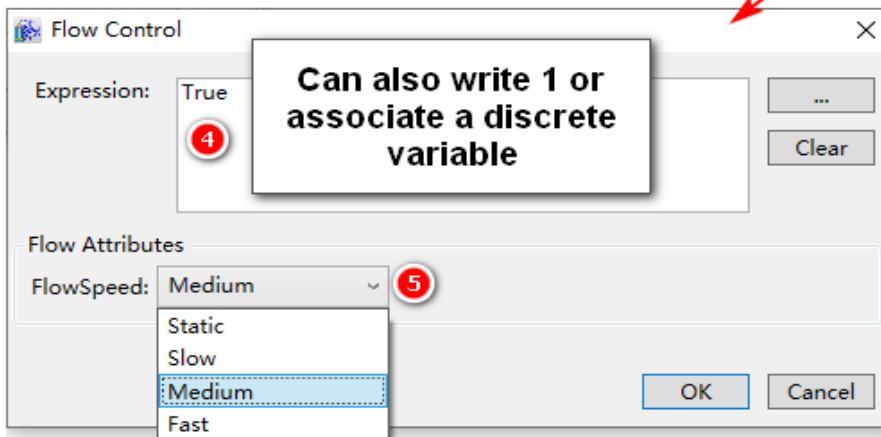 Flow Control
Expression:
True
4
Can also write 1 or
associate a discrete
variable
...
Clear
Flow Attributes
FlowSpeed:
Medium
5
Static
Slow
Medium
Fast
OK
Cancel